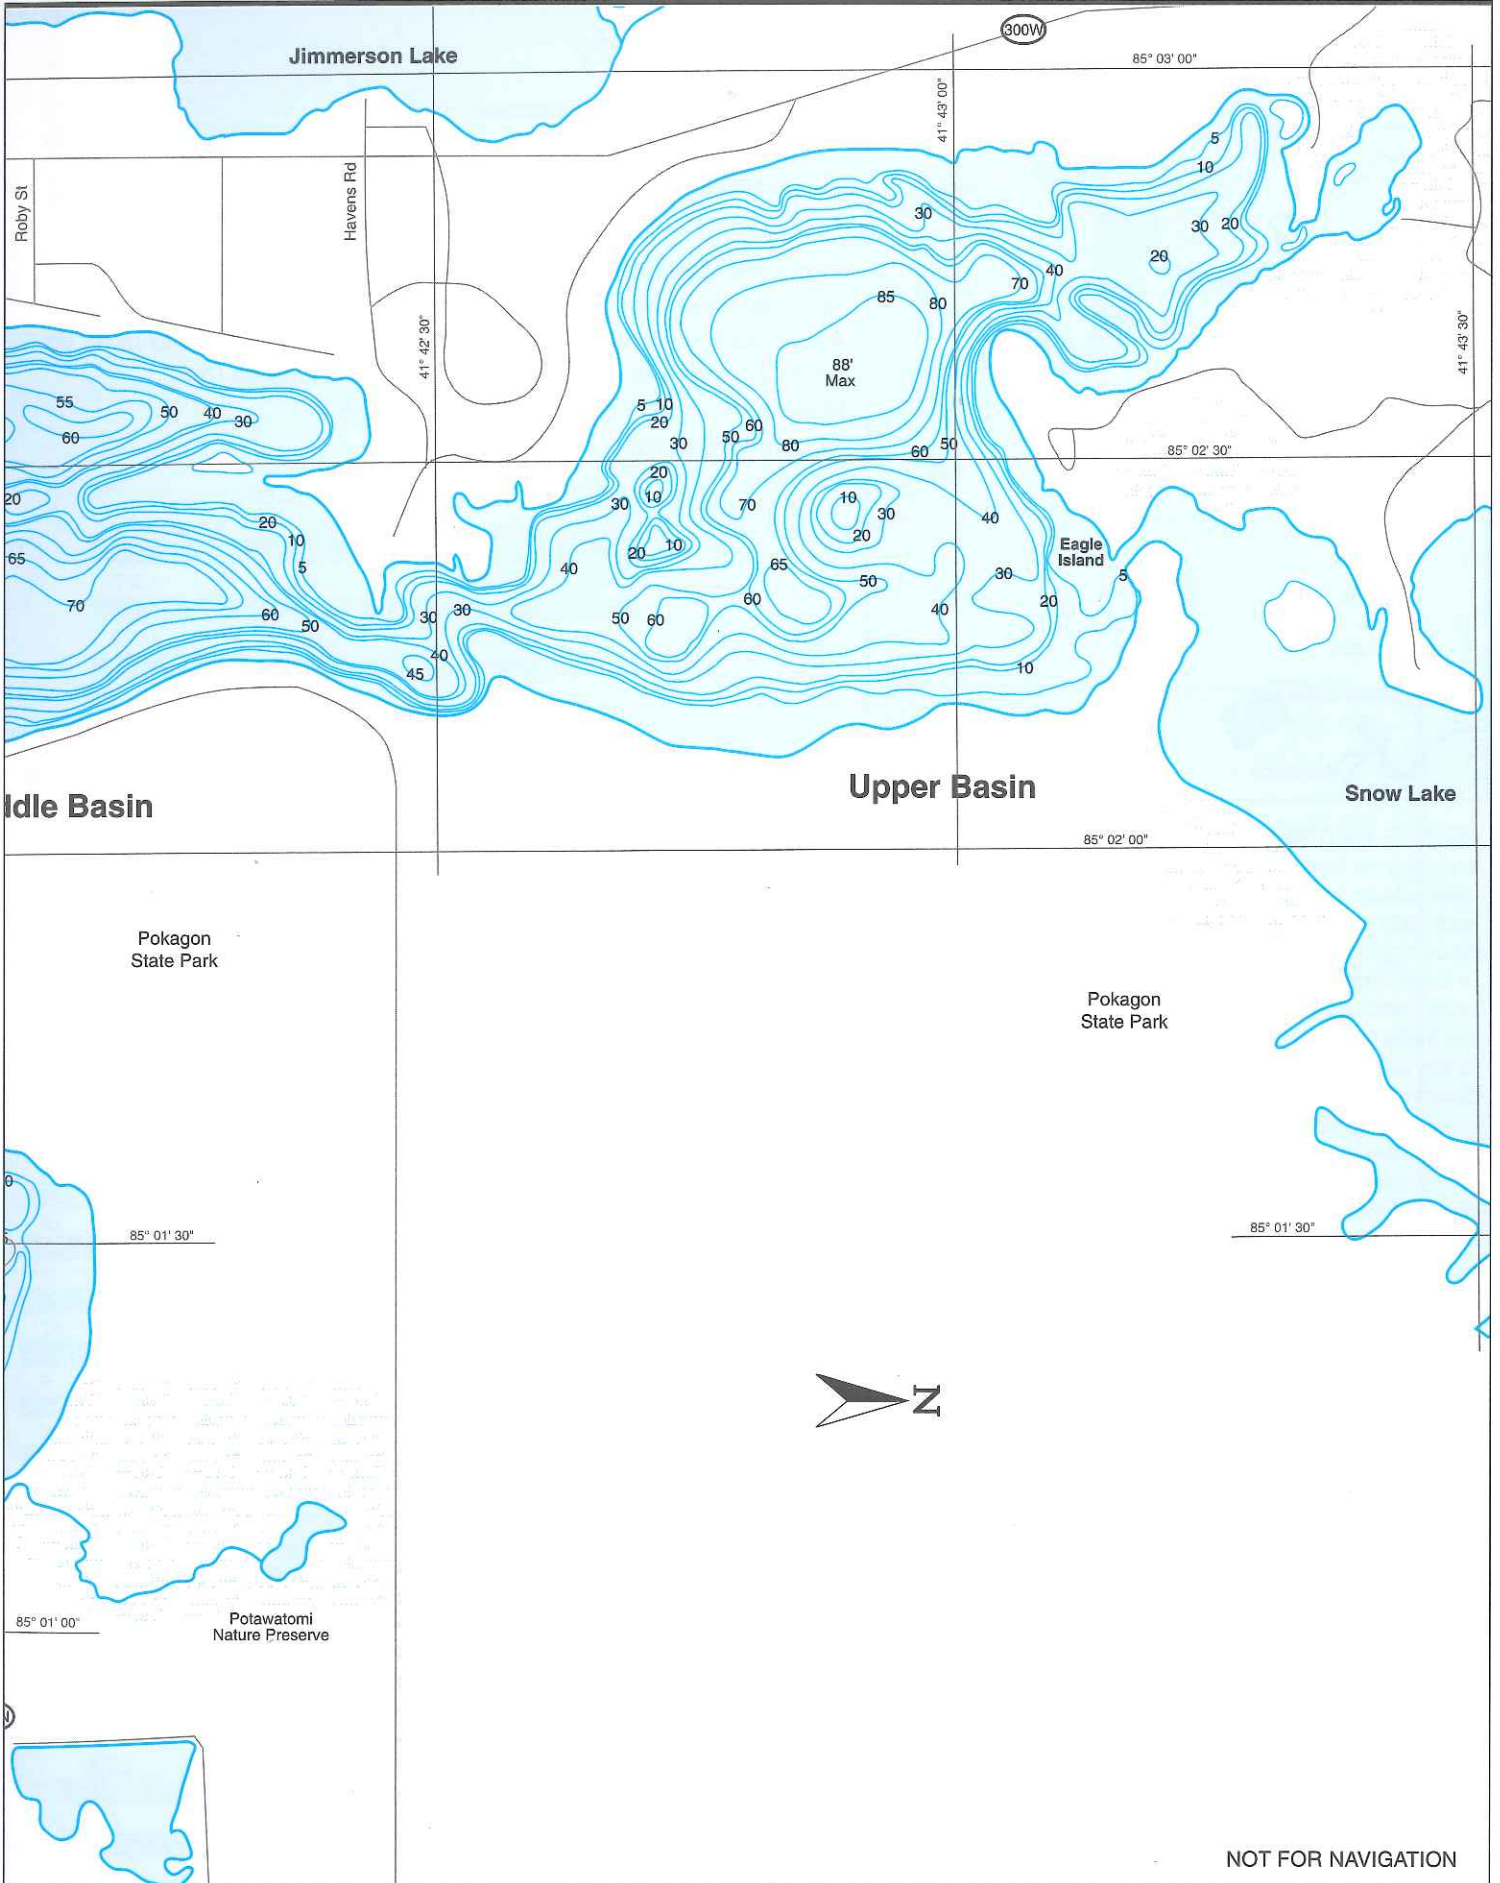 300W
Jimmerson Lake
85° 03' 00"
41° 43' 00"
5
10
Roby St
Havens Rd
30
30
20
20
40
70
85
80
41° 42' 30"
41° 43' 30"
88'
Max
55
50
40
30
60
5
10
20
30
60
50
80
60
50
85° 02' 30"
20
20
10
30
70
10
30
40
20
10
20
20
10
Eagle
Island
65
5
40
65
50
30
5
70
60
50
30
30
50
60
60
40
20
40
45
10
Upper Basin
Snow Lake
ddle Basin
85° 02' 00"
Pokagon
State Park
Pokagon
State Park
0
85° 01' 30"
85° 01' 30"
N
85° 01' 00"
Potawatomi
Nature Preserve
NOT FOR NAVIGATION